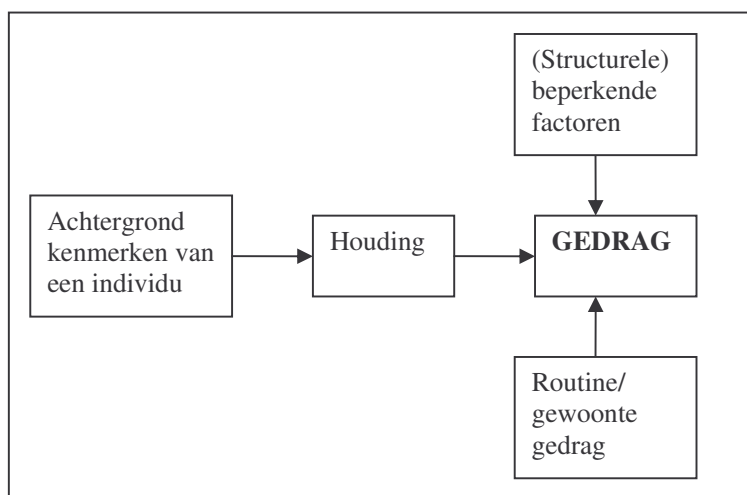 (Structurele)
beperkende
factoren
Achtergrond
kenmerken van
een individu
Houding
GEDRAG
Routine/
gewoonte
gedrag